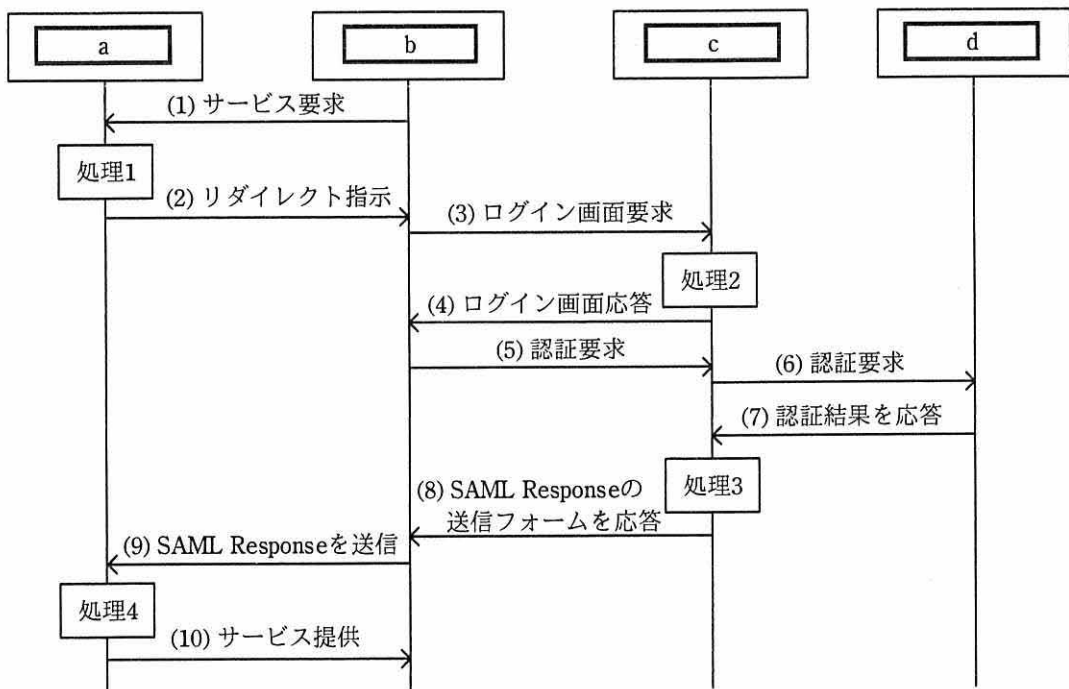 a
b
c
d
(1) サービス要求
処理1
(2) リダイレクト指示
(3) ログイン画面要求
処理2
(4) ログイン画面応答
(5) 認証要求
(6) 認証要求
(7) 認証結果を応答
処理3
(8) SAML Responseの
送信フォームを応答
(9) SAML Responseを送信
処理4
(10) サービス提供